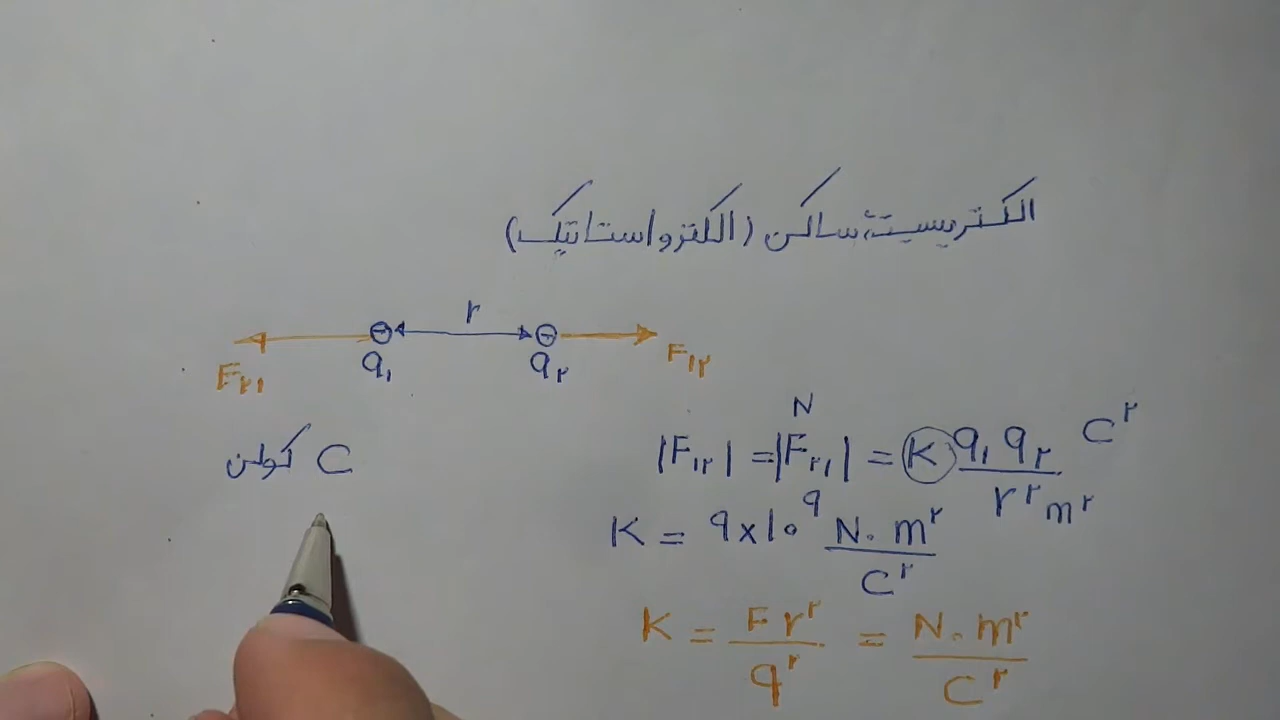 الکتریسیتهٔ ساکن (الکترواستاتیک)
r
q۱ q۲
F۲۱ F۱۲
C کولن
N
|F۱۲| = |F۲۱| = K q۱ q۲ / r۲ C۲ m۲
K = ۹×۱۰۹ N.m۲ / C۲
K = F r۲ / q۲ = N.m۲ / C۲